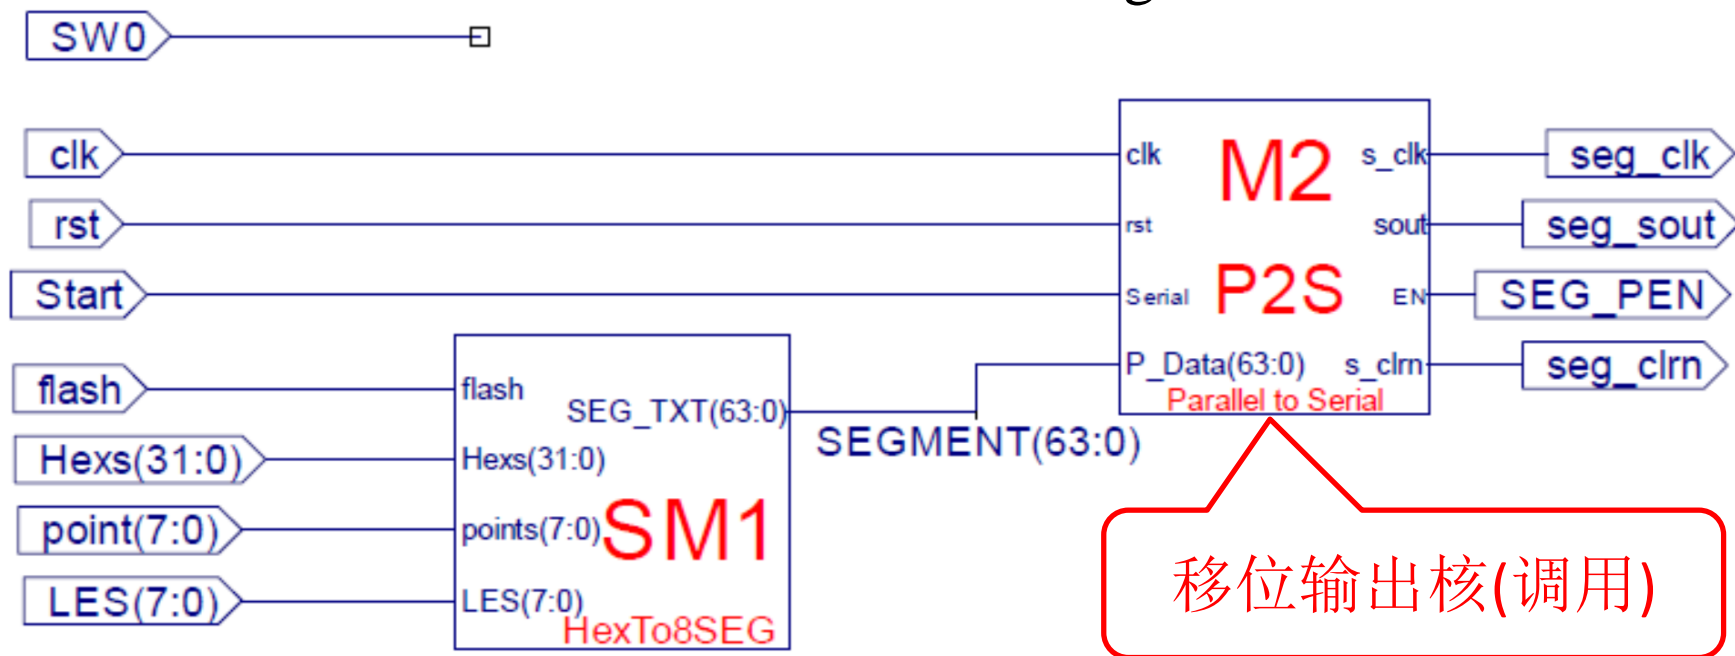 g
SW0
clk
rst
Start
flash
Hexs(31:0)
point(7:0)
LES(7:0)
flash
Hexs(31:0)
points(7:0)
LES(7:0)
SEG_TXT(63:0)
SM1
HexTo8SEG
SEGMENT(63:0)
clk
rst
Serial
P_Data(63:0)
M2
P2S
Parallel to Serial
s_clk
sout
EN
s_clrn
seg_clk
seg_sout
SEG_PEN
seg_clrn
移位输出核(调用)